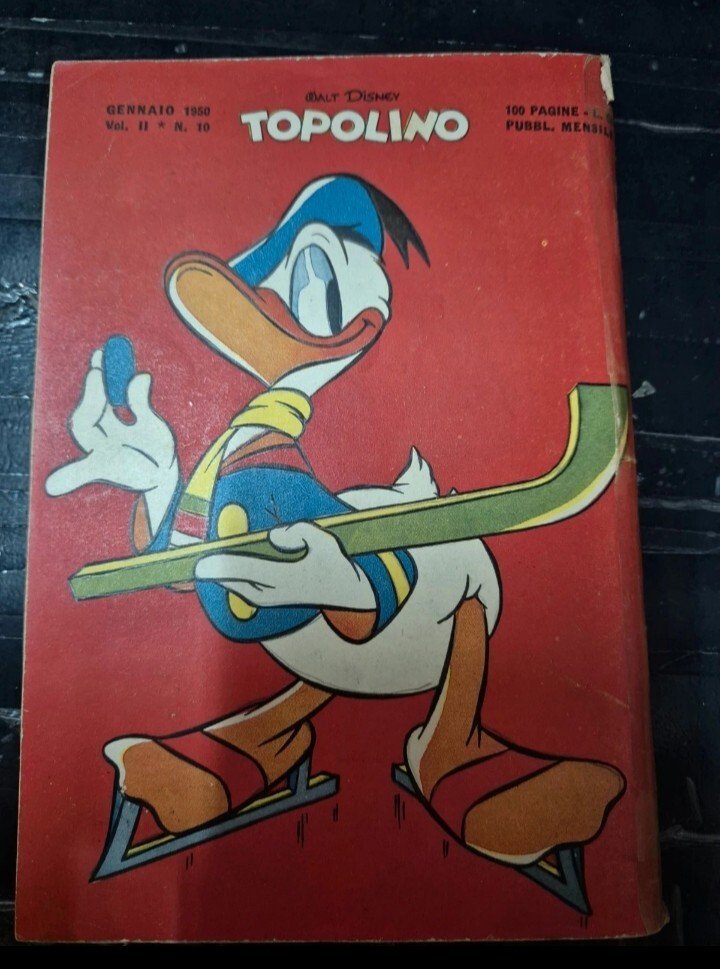 WALT DISNEY
TOPOLINO
GENNAIO 1950
Vol. II * N. 10
100 PAGINE - L.
PUBBL. MENSIL